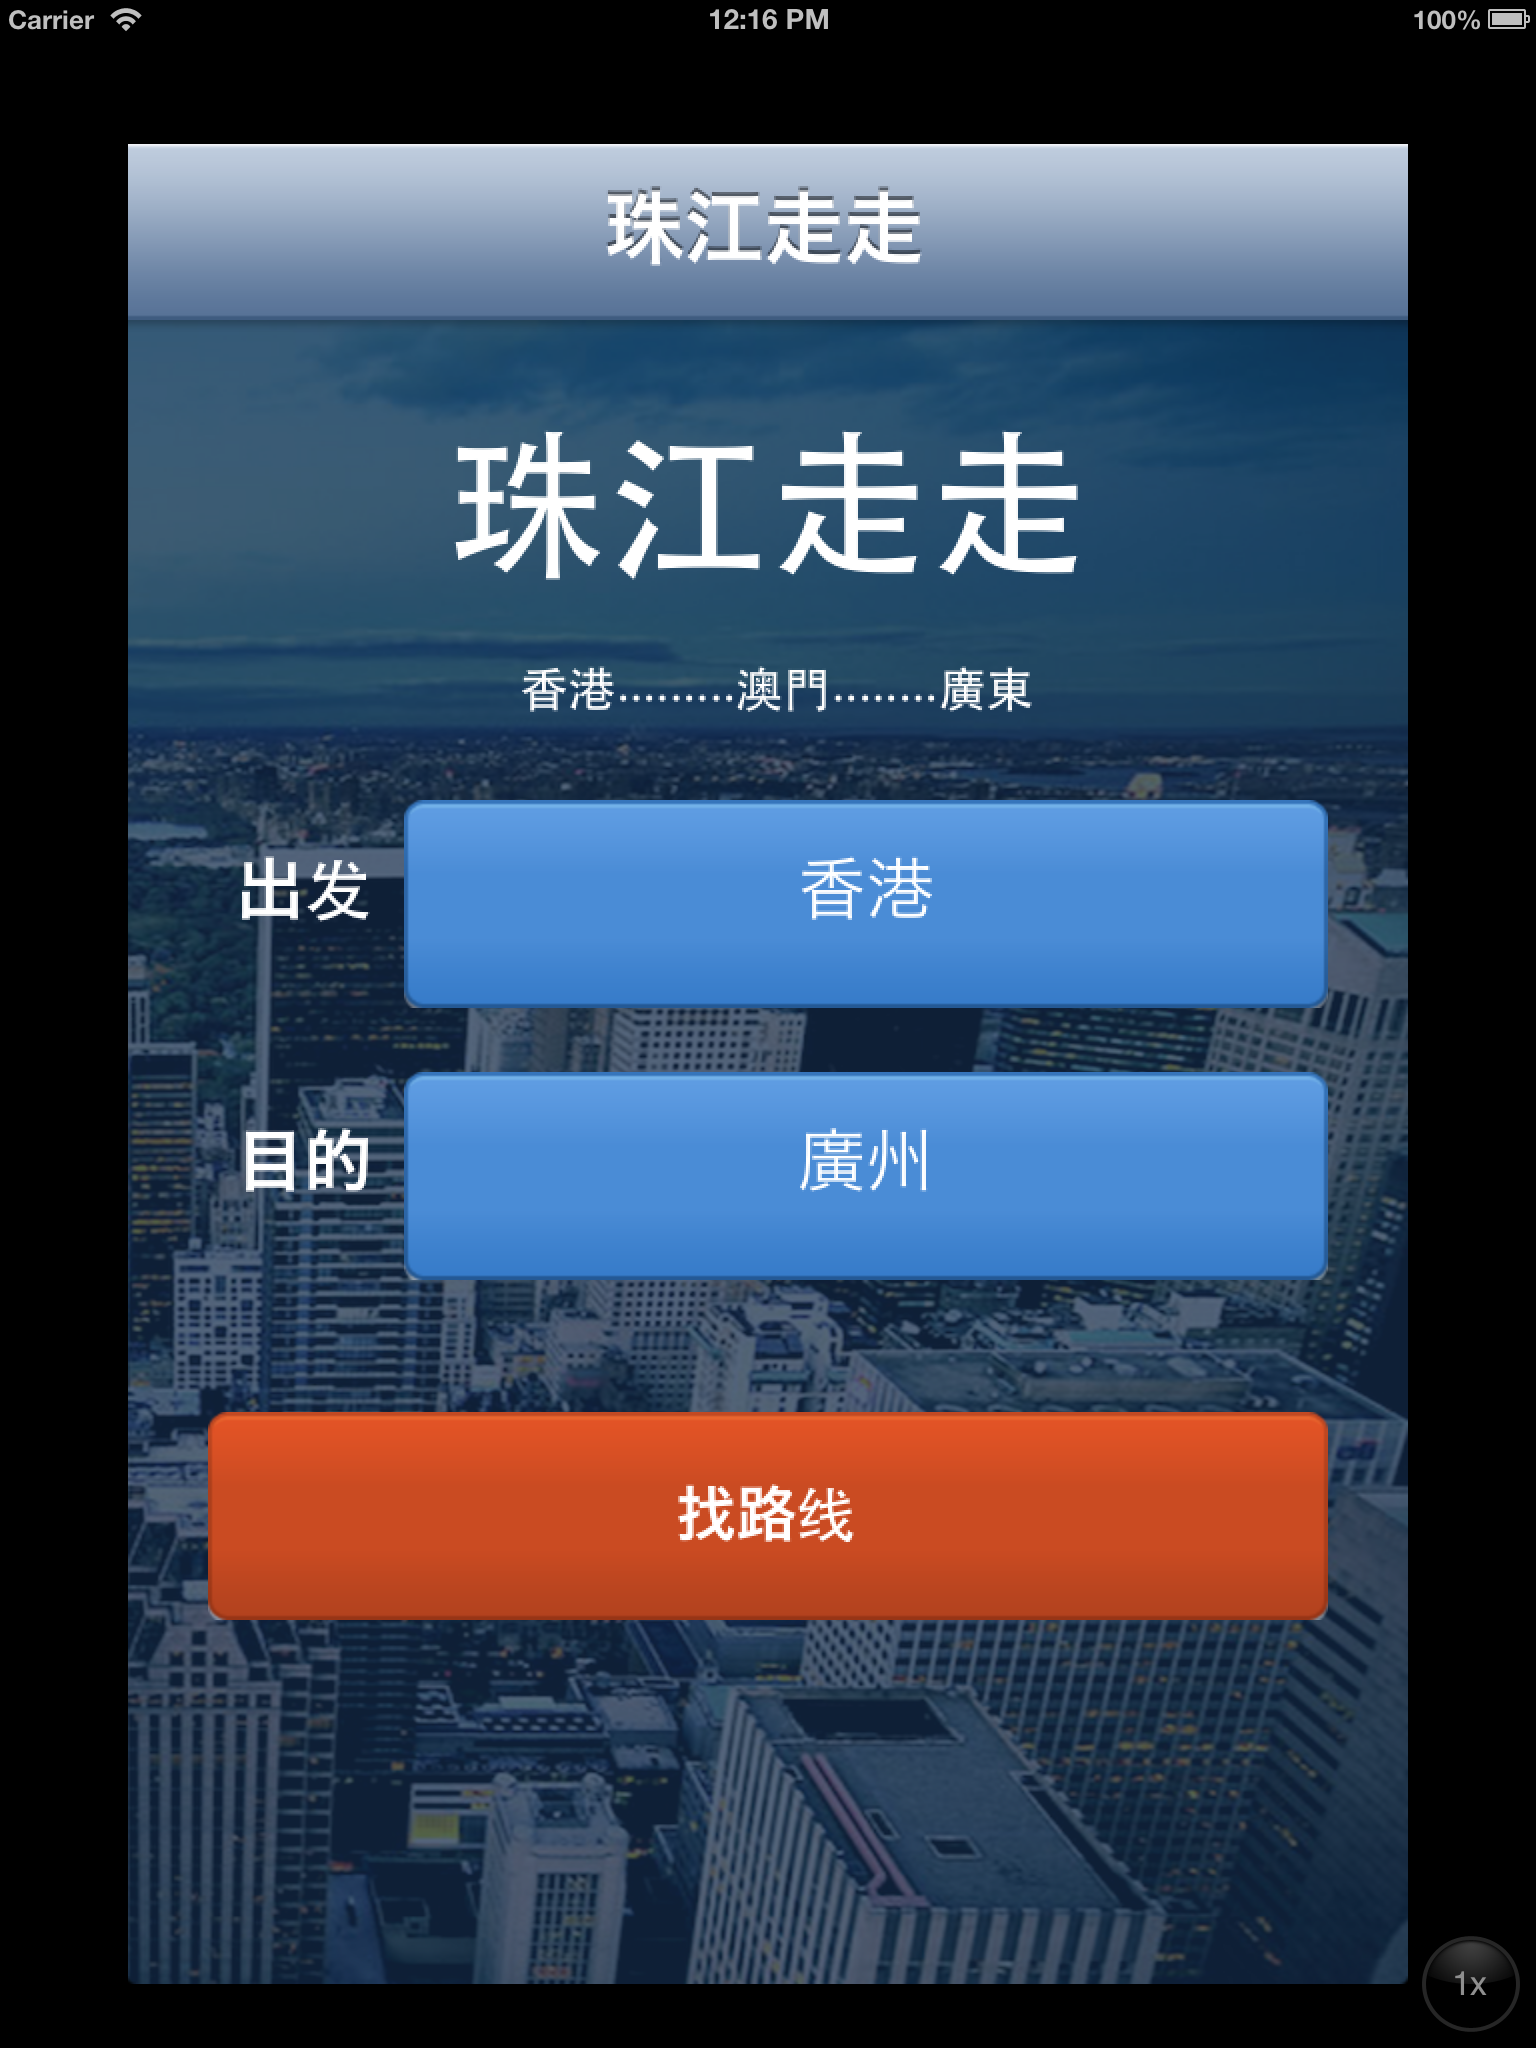 Carrier 12:16 PM 100%
珠江走走
珠江走走
香港.........澳門........廣東
出发 香港
目的 廣州
找路线
1x